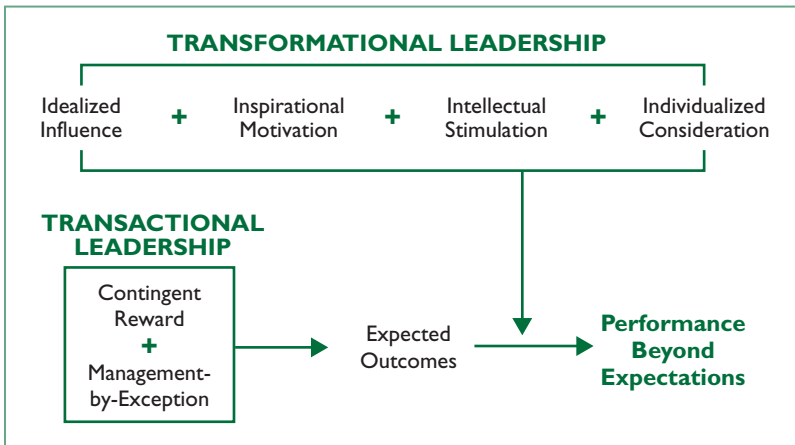 TRANSFORMATIONAL LEADERSHIP
Idealized
Influence
+
Inspirational
Motivation
+
Intellectual
Stimulation
+
Individualized
Consideration
TRANSACTIONAL
LEADERSHIP
Contingent
Reward
+
Management-
by-Exception
Expected
Outcomes
Performance
Beyond
Expectations